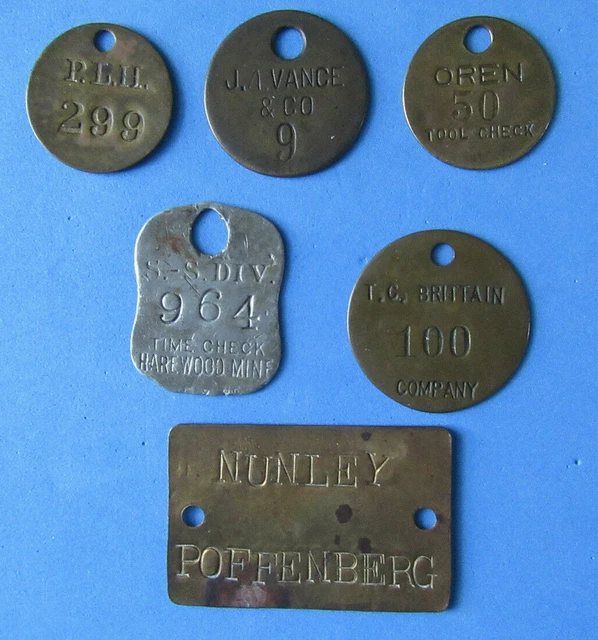 P.L.H.
299
J.A. VANCE
& CO
9
OREN
50
TOOL CHECK
S.-S. DIV.
964
TIME CHECK
HAREWOOD MINE
T.C. BRITTAIN
100
COMPANY
NUNLEY
POFFENBERG